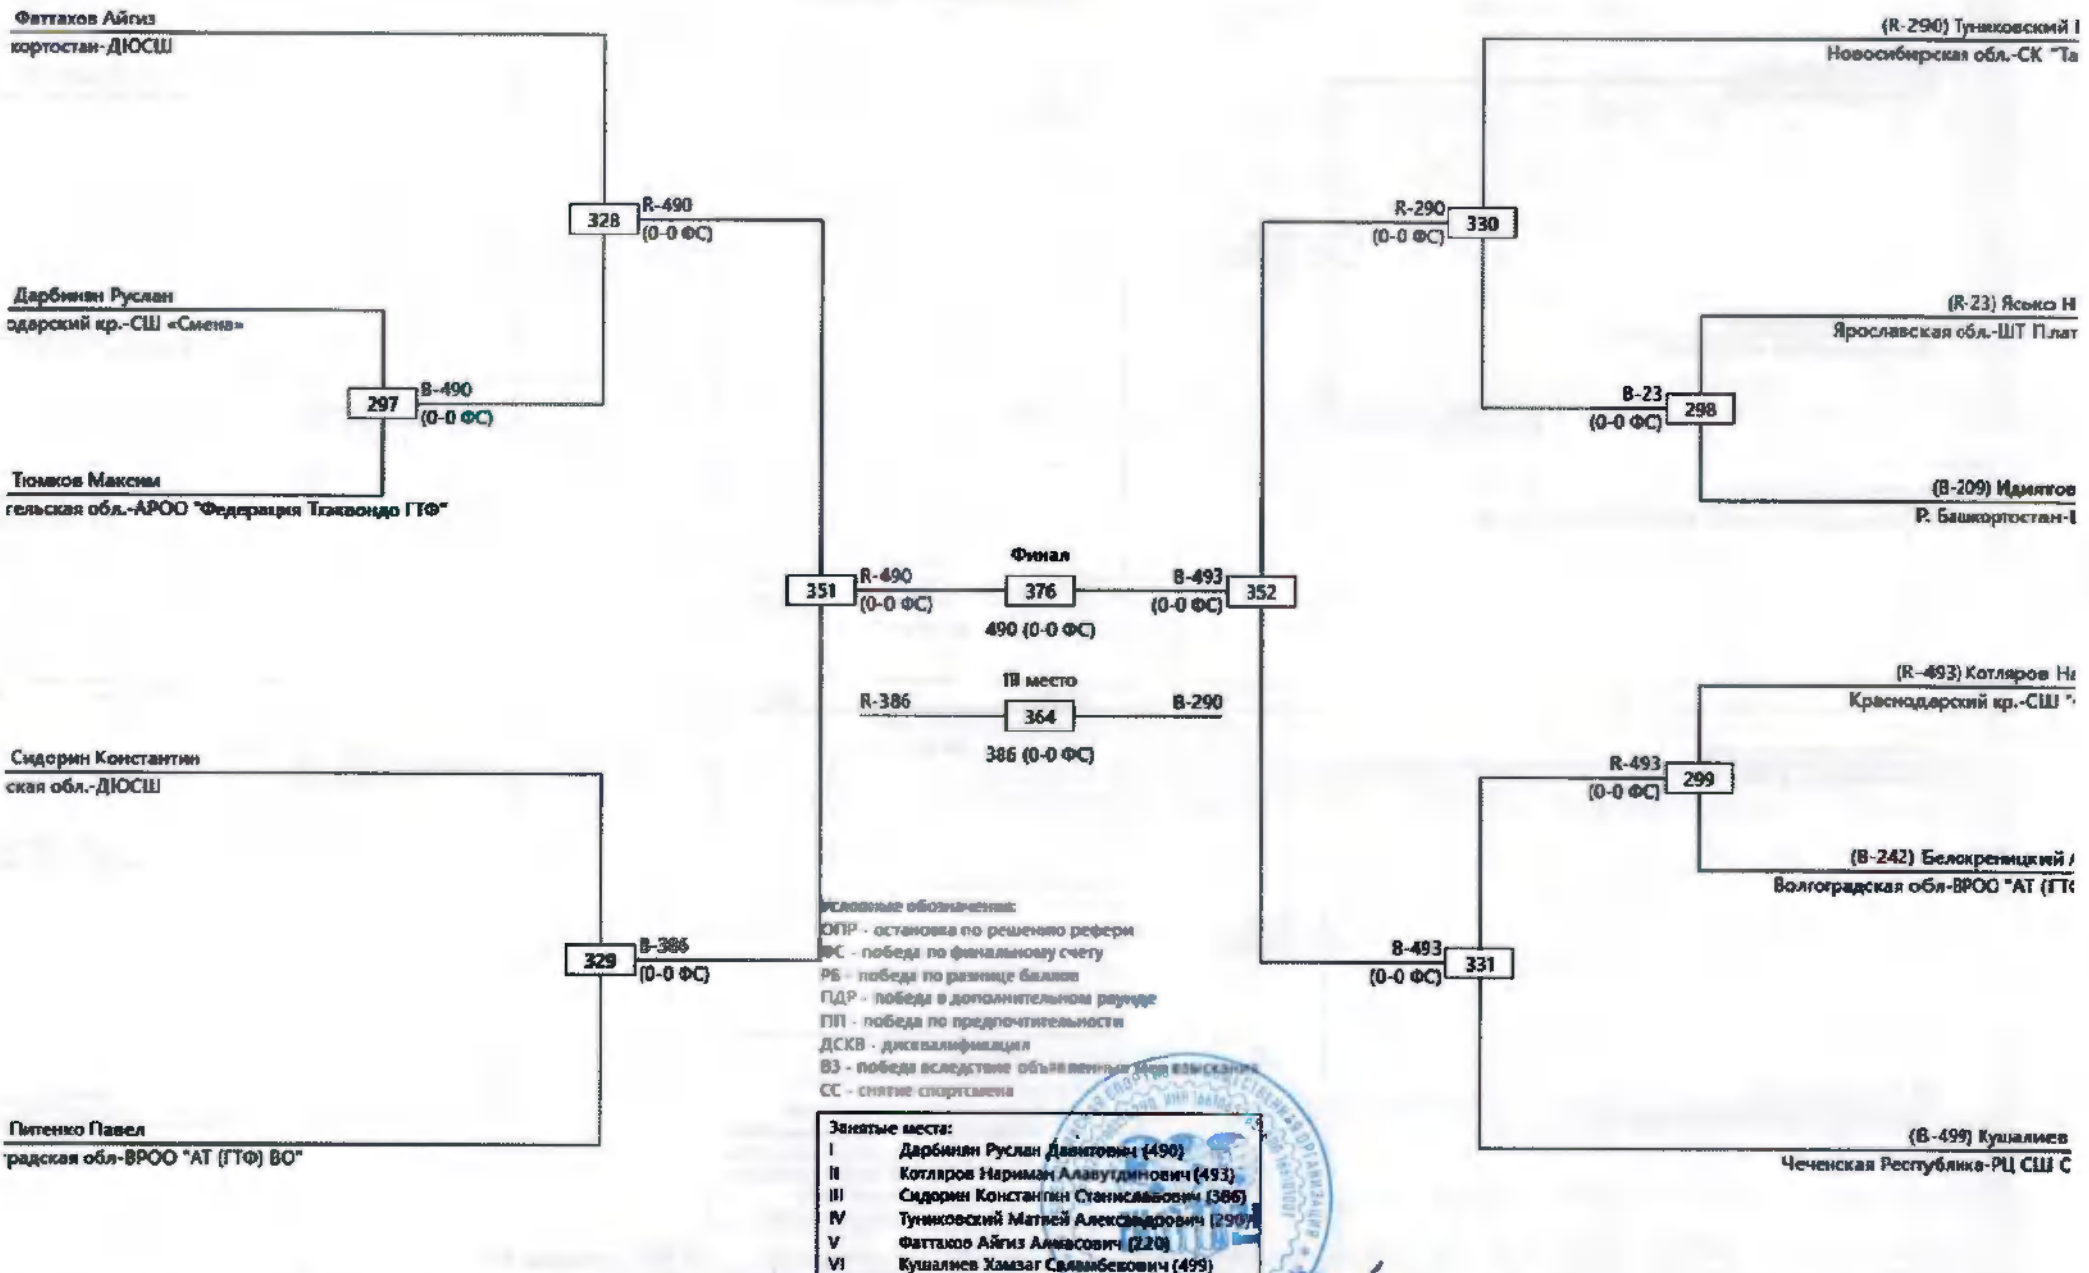 Фаттахов Айгиз
кортостан-ДЮСШ
328
R-490
(0-0 ФС)
Дарбинян Руслан
одарский кр.-СШ «Смена»
297
B-490
(0-0 ФС)
Тюмков Максим
гельская обл.-АРОО "Федерация Тхэквондо ГТФ"
351
R-490
(0-0 ФС)
Сидорин Константин
ская обл.-ДЮСШ
329
B-386
(0-0 ФС)
Питенко Павел
градская обл-ВРОО "АТ (ГТФ) ВО"
Финал
376
490 (0-0 ФС)
III место
R-386
364
B-290
386 (0-0 ФС)
(R-290) Туниковский
Новосибирская обл.-СК "Та
R-290
(0-0 ФС)
330
(R-23) Ясько Н
Ярославская обл.-ШТ Плат
B-23
(0-0 ФС)
298
(B-209) Идиятов
Р. Башкортостан-
B-493
(0-0 ФС)
352
(R-493) Котляров На
Краснодарский кр.-СШ "
R-493
(0-0 ФС)
299
(B-242) Белокреницкий
Волгоградская обл-ВРОО "АТ (ГТФ
B-493
(0-0 ФС)
331
(B-499) Кушалиев
Чеченская Республика-РЦ СШ С
Условные обозначения:
ОПР - остановка по решению рефери
ФС - победа по финальному счету
РБ - победа по разнице баллов
ПДР - победа в дополнительном раунде
ПП - победа по предпочтительности
ДСКВ - дисквалификация
ВЗ - победа вследствие объявленных мер взыскания
СС - снятие спортсмена
Занятые места:
I Дарбинян Руслан Давитович (490)
II Котляров Нариман Алавутдинович (493)
III Сидорин Константин Станиславович (386)
IV Туниковский Матвей Александрович (290)
V Фаттахов Айгиз Алмасович (220)
VI Кушалиев Хамзат Саламбекович (499)